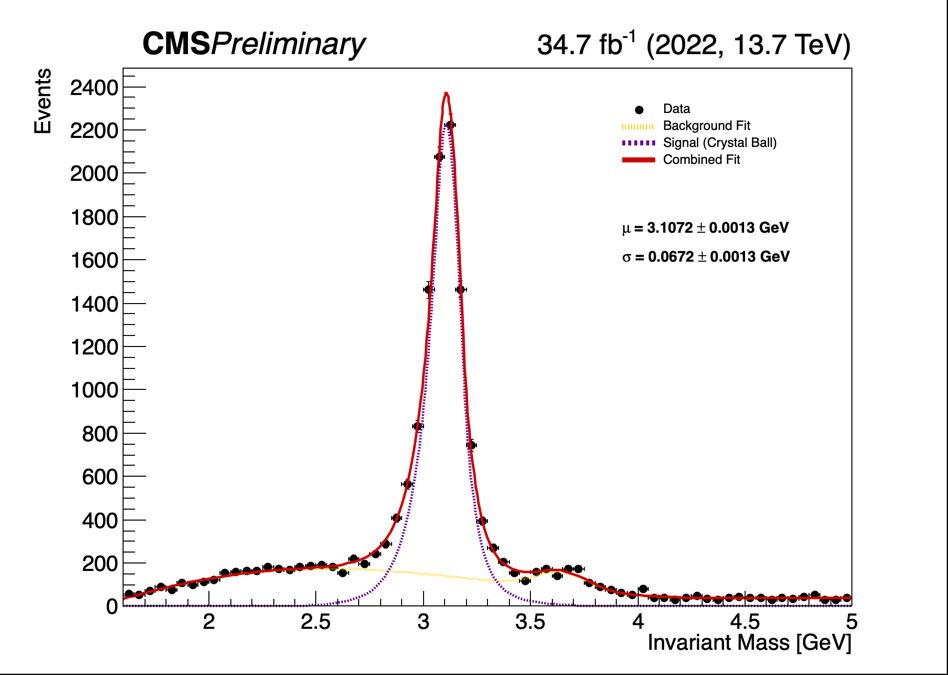 CMSPreliminary 34.7 fb⁻¹ (2022, 13.7 TeV)
Events
2400
2200
2000
1800
1600
1400
1200
1000
800
600
400
200
0
Data
Background Fit
Signal (Crystal Ball)
Combined Fit
μ = 3.1072 ± 0.0013 GeV
σ = 0.0672 ± 0.0013 GeV
2 2.5 3 3.5 4 4.5 5
Invariant Mass [GeV]